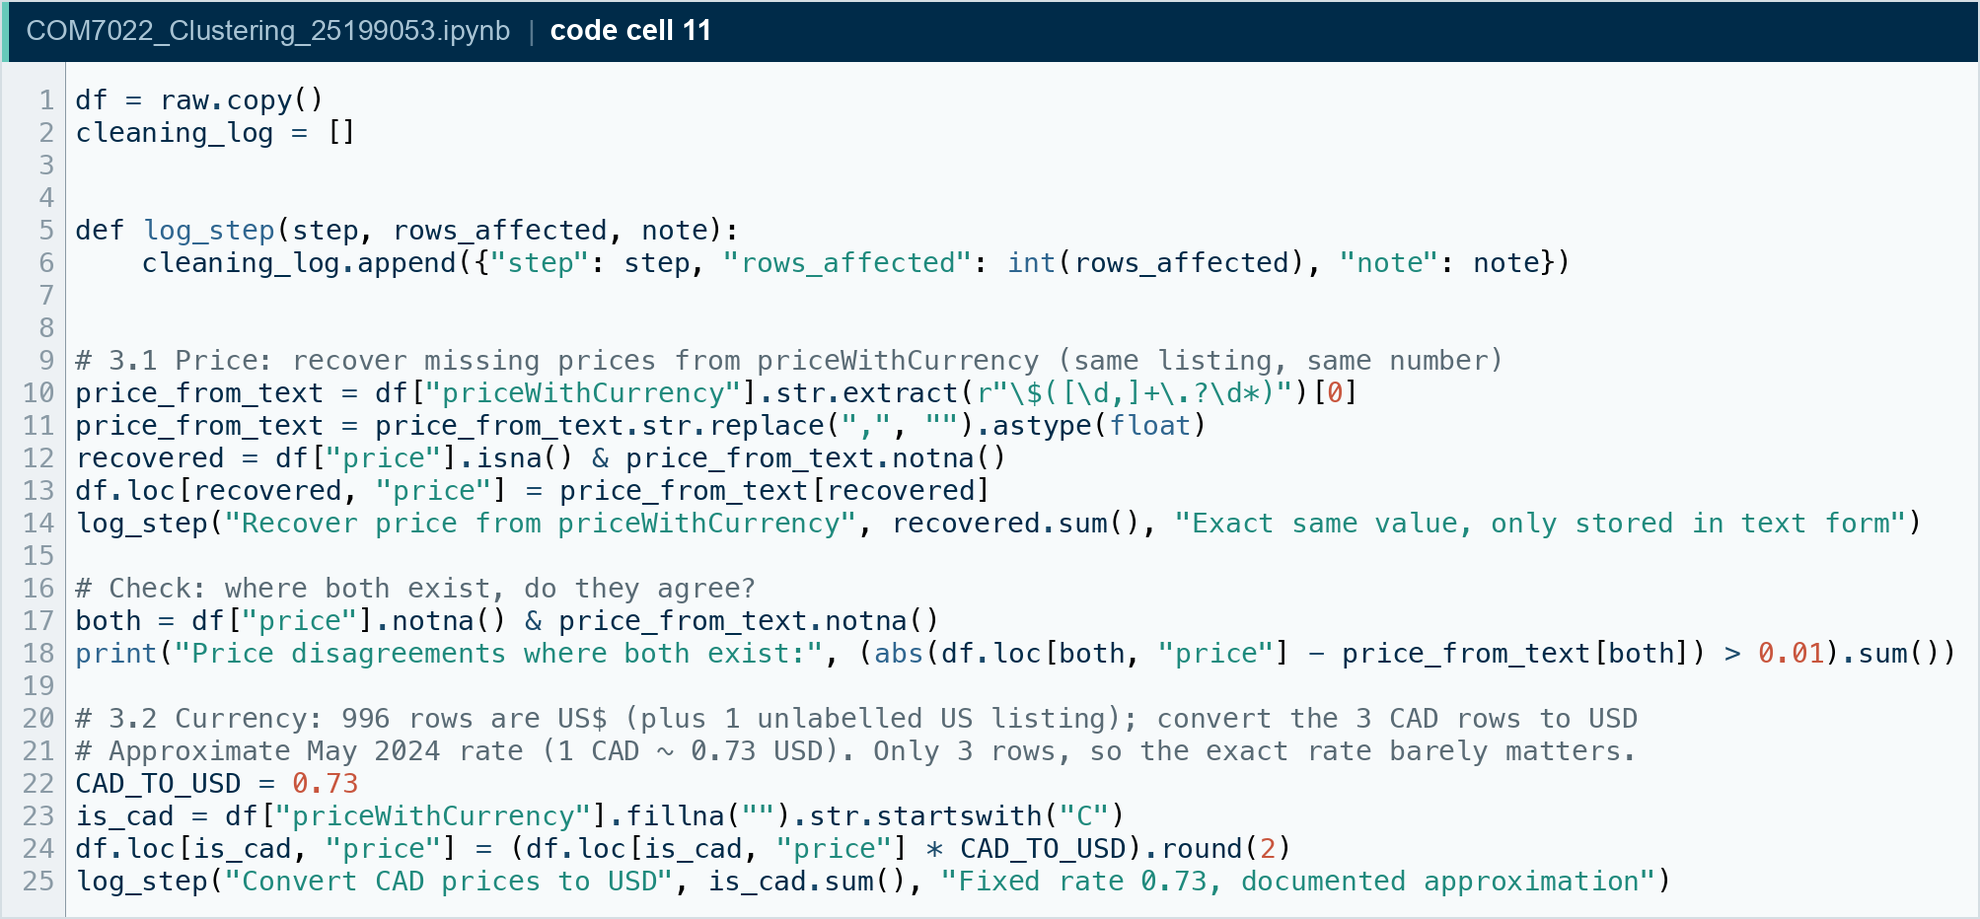 COM7022_Clustering_25199053.ipynb | code cell 11
1 df = raw.copy()
2 cleaning_log = []
3
4
5 def log_step(step, rows_affected, note):
6     cleaning_log.append({"step": step, "rows_affected": int(rows_affected), "note": note})
7
8
9 # 3.1 Price: recover missing prices from priceWithCurrency (same listing, same number)
10 price_from_text = df["priceWithCurrency"].str.extract(r"\$([\d,]+\.?\d*)")[0]
11 price_from_text = price_from_text.str.replace(",", "").astype(float)
12 recovered = df["price"].isna() & price_from_text.notna()
13 df.loc[recovered, "price"] = price_from_text[recovered]
14 log_step("Recover price from priceWithCurrency", recovered.sum(), "Exact same value, only stored in text form")
15
16 # Check: where both exist, do they agree?
17 both = df["price"].notna() & price_from_text.notna()
18 print("Price disagreements where both exist:", (abs(df.loc[both, "price"] − price_from_text[both]) > 0.01).sum())
19
20 # 3.2 Currency: 996 rows are US$ (plus 1 unlabelled US listing); convert the 3 CAD rows to USD
21 # Approximate May 2024 rate (1 CAD ~ 0.73 USD). Only 3 rows, so the exact rate barely matters.
22 CAD_TO_USD = 0.73
23 is_cad = df["priceWithCurrency"].fillna("").str.startswith("C")
24 df.loc[is_cad, "price"] = (df.loc[is_cad, "price"] * CAD_TO_USD).round(2)
25 log_step("Convert CAD prices to USD", is_cad.sum(), "Fixed rate 0.73, documented approximation")